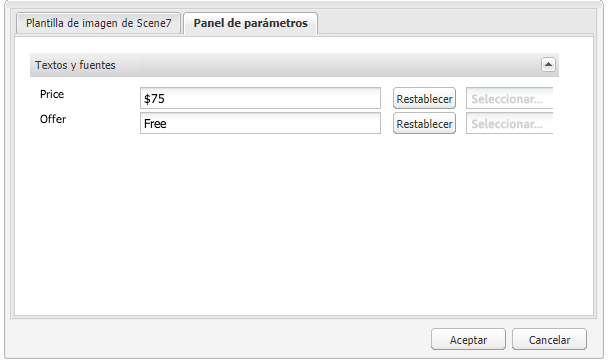 Plantilla de imagen de Scene7 Panel de parámetros
Textos y fuentes
Price $75 Restablecer Seleccionar...
Offer Free Restablecer Seleccionar...
Aceptar Cancelar